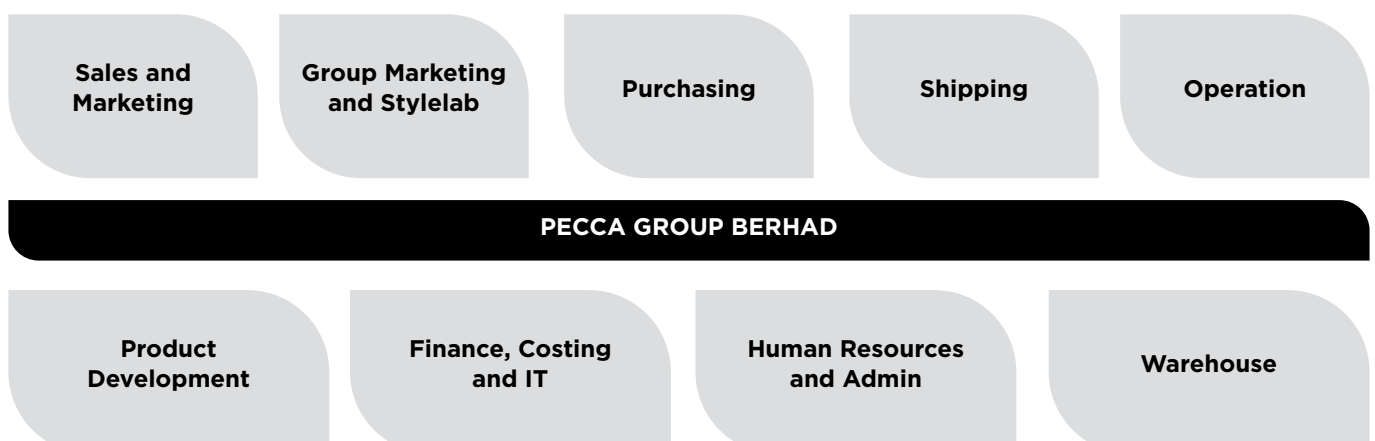 Sales and
Marketing
Group Marketing
and Stylelab
Purchasing
Shipping
Operation
PECCA GROUP BERHAD
Product
Development
Finance, Costing
and IT
Human Resources
and Admin
Warehouse